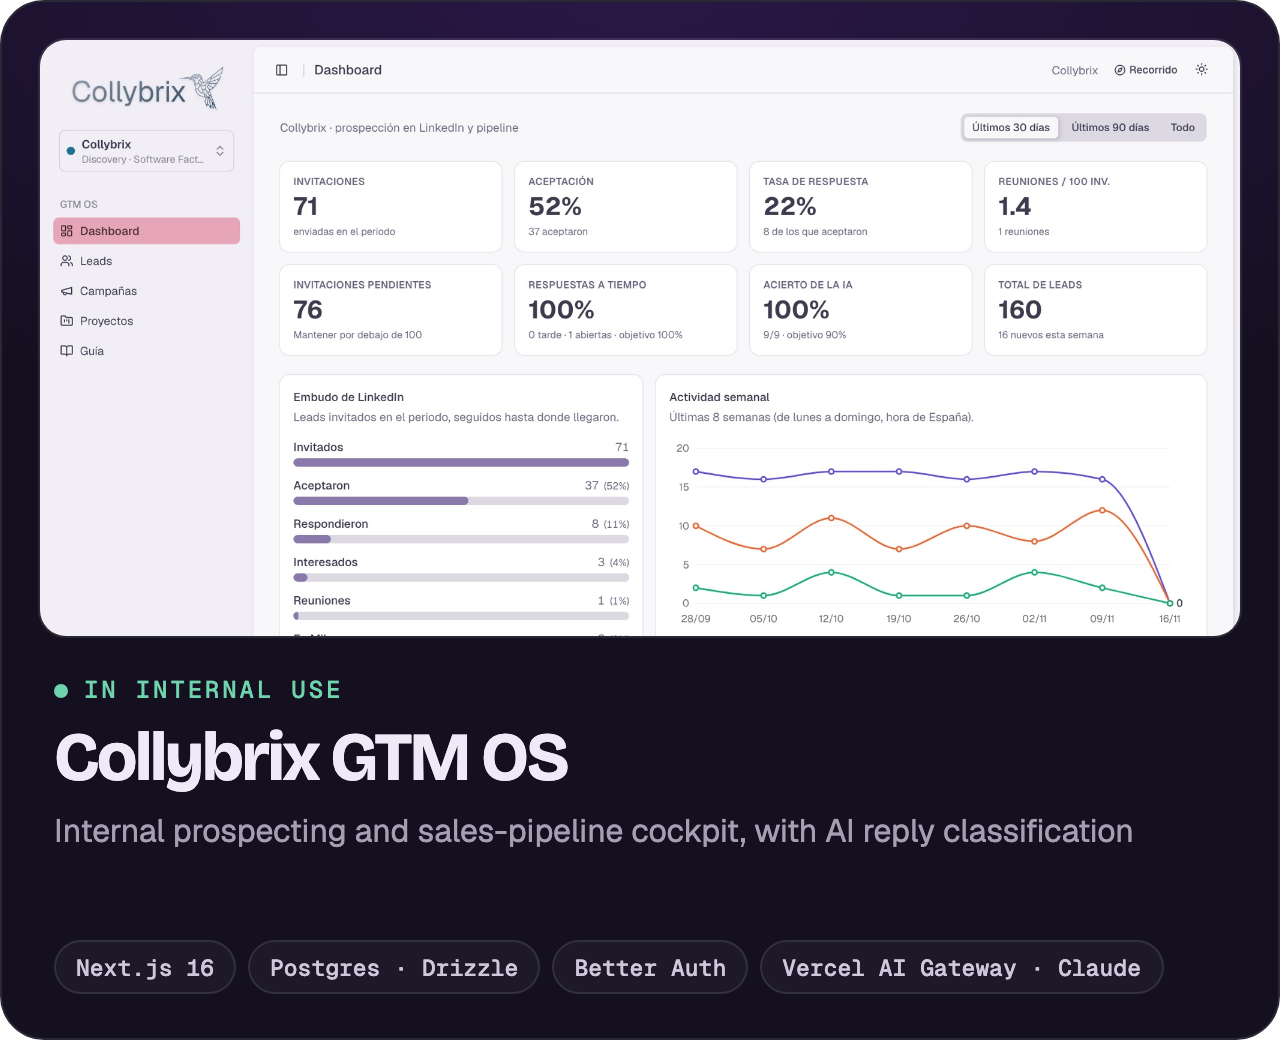 Collybrix
Collybrix
Discovery · Software Fact...
GTM OS
Dashboard
Leads
Campañas
Proyectos
Guía
Dashboard
Collybrix
Recorrido
Collybrix · prospección en LinkedIn y pipeline
Últimos 30 días
Últimos 90 días
Todo
INVITACIONES
71
enviadas en el periodo
ACEPTACIÓN
52%
37 aceptaron
TASA DE RESPUESTA
22%
8 de los que aceptaron
REUNIONES / 100 INV.
1.4
1 reuniones
INVITACIONES PENDIENTES
76
Mantener por debajo de 100
RESPUESTAS A TIEMPO
100%
0 tarde · 1 abiertas · objetivo 100%
ACIERTO DE LA IA
100%
9/9 · objetivo 90%
TOTAL DE LEADS
160
16 nuevos esta semana
Embudo de LinkedIn
Leads invitados en el periodo, seguidos hasta donde llegaron.
Invitados 71
Aceptaron 37 (52%)
Respondieron 8 (11%)
Interesados 3 (4%)
Reuniones 1 (1%)
Actividad semanal
Últimas 8 semanas (de lunes a domingo, hora de España).
20
15
10
5
0
0
28/09 05/10 12/10 19/10 26/10 02/11 09/11 16/11
IN INTERNAL USE
Collybrix GTM OS
Internal prospecting and sales-pipeline cockpit, with AI reply classification
Next.js 16
Postgres · Drizzle
Better Auth
Vercel AI Gateway · Claude